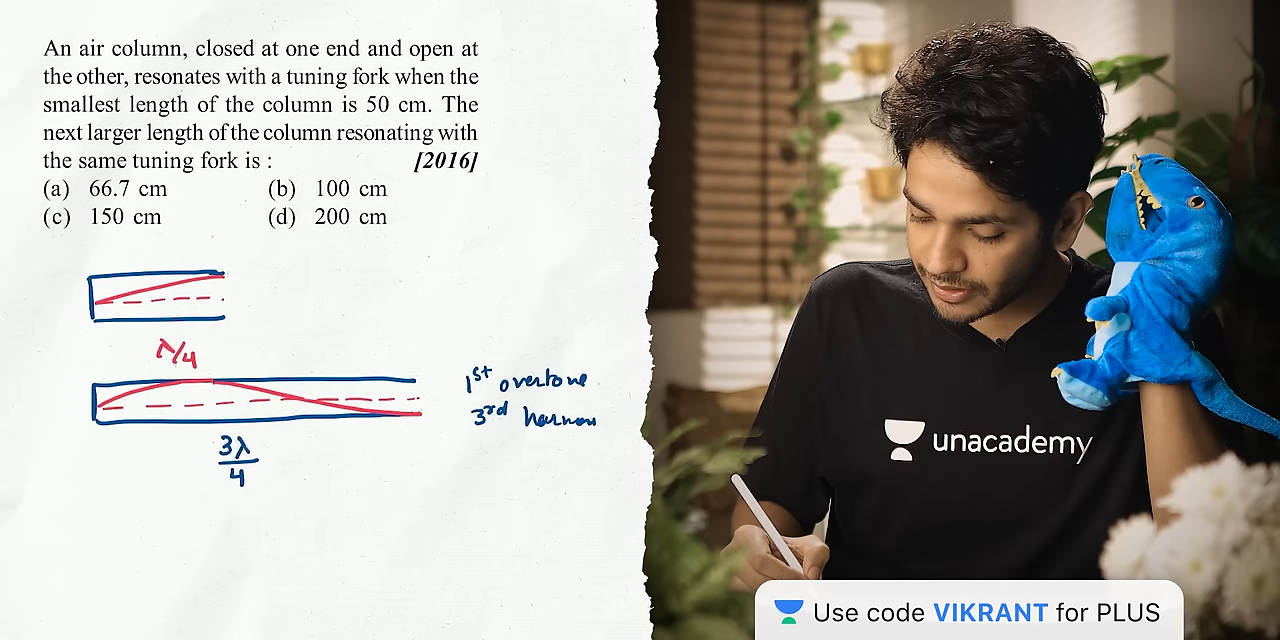 An air column, closed at one end and open at
the other, resonates with a tuning fork when the
smallest length of the column is 50 cm. The
next larger length of the column resonating with
the same tuning fork is : [2016]
(a) 66.7 cm (b) 100 cm
(c) 150 cm (d) 200 cm
λ/4
1st overtone
3rd harmon
3λ/4
unacademy
Use code VIKRANT for PLUS